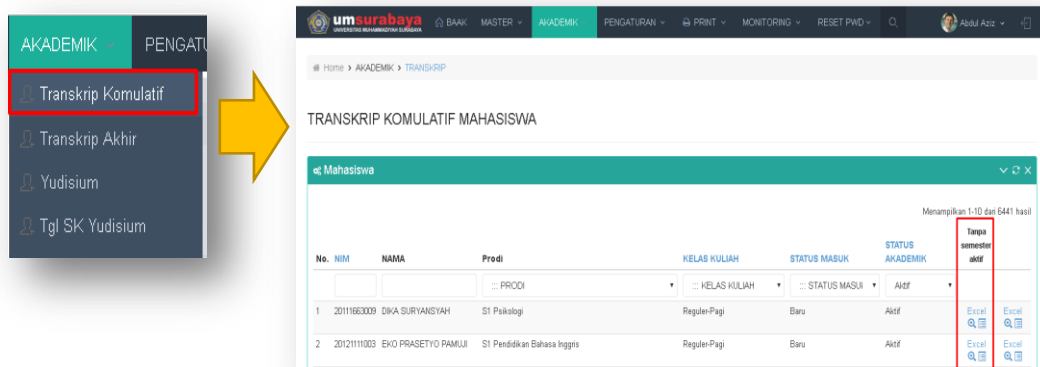 AKADEMIK PENGATU
Transkrip Komulatif
Transkrip Akhir
Yudisium
Tgl SK Yudisium
umsurabaya
UNIVERSITAS MUHAMMADIYAH SURABAYA
BAAK MASTER AKADEMIK PENGATURAN PRINT MONITORING RESET PWD Abdul Aziz
Home > AKADEMIK > TRANSKRIP
TRANSKRIP KOMULATIF MAHASISWA
Mahasiswa
Menampilkan 1-10 dari 6441 hasil
No. NIM NAMA Prodi KELAS KULIAH STATUS MASUK STATUS AKADEMIK Tanpa semester aktif
::: PRODI ::: KELAS KULIAH ::: STATUS MASUK Aktif
1 20111663009 DIKA SURYANSYAH S1 Psikologi Reguler-Pagi Baru Aktif Excel Excel
2 20121111003 EKO PRASETYO PAMUJI S1 Pendidikan Bahasa Inggris Reguler-Pagi Baru Aktif Excel Excel